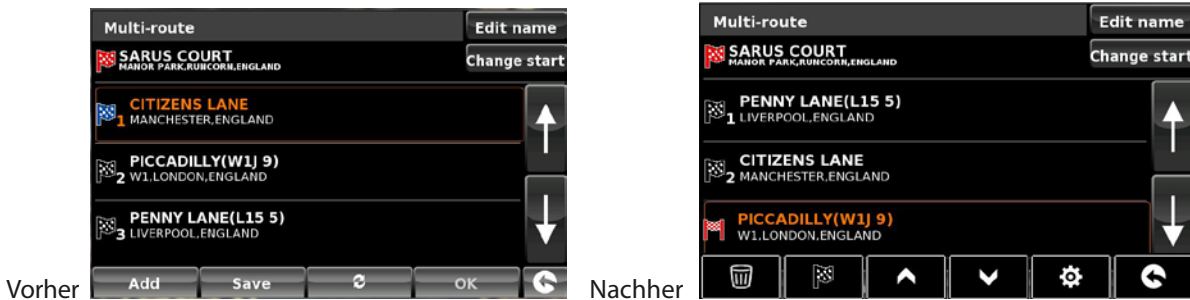 Multi-route
Edit name
SARUS COURT
MANOR PARK,RUNCORN,ENGLAND
Change start
CITIZENS LANE
1 MANCHESTER,ENGLAND
PICCADILLY(W1J 9)
2 W1,LONDON,ENGLAND
PENNY LANE(L15 5)
3 LIVERPOOL,ENGLAND
Add Save OK
Vorher
Multi-route
Edit name
SARUS COURT
MANOR PARK,RUNCORN,ENGLAND
Change start
PENNY LANE(L15 5)
1 LIVERPOOL,ENGLAND
CITIZENS LANE
2 MANCHESTER,ENGLAND
PICCADILLY(W1J 9)
W1,LONDON,ENGLAND
Nachher